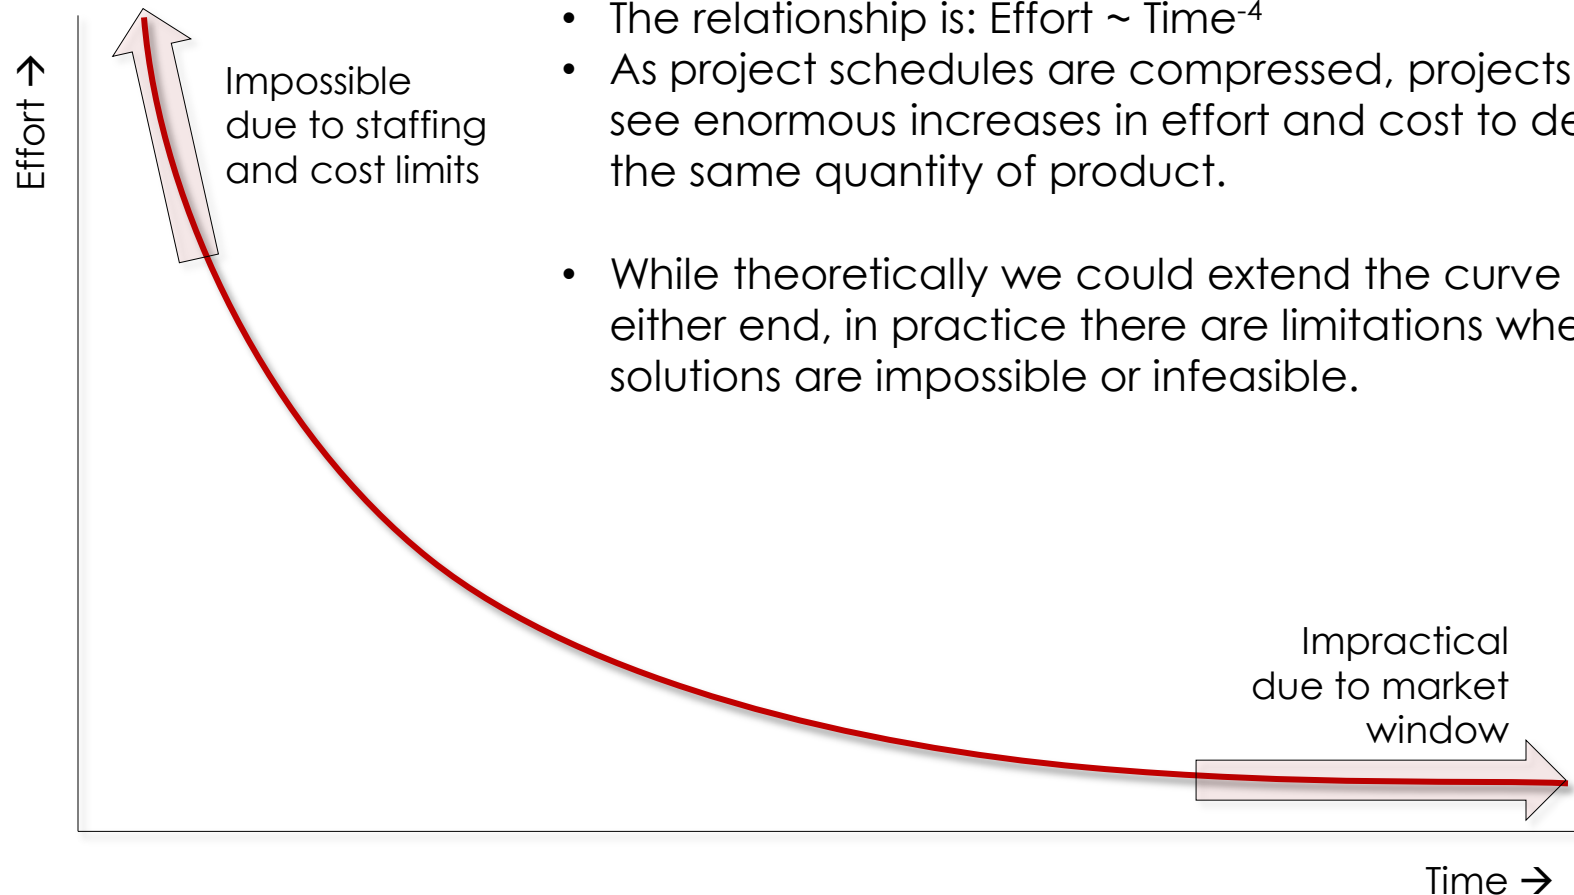 • The relationship is: Effort ~ Time⁻⁴
• As project schedules are compressed, projects
see enormous increases in effort and cost to de
the same quantity of product.
• While theoretically we could extend the curve
either end, in practice there are limitations whe
solutions are impossible or infeasible.
Effort →
Impossible
due to staffing
and cost limits
Impractical
due to market
window
Time →